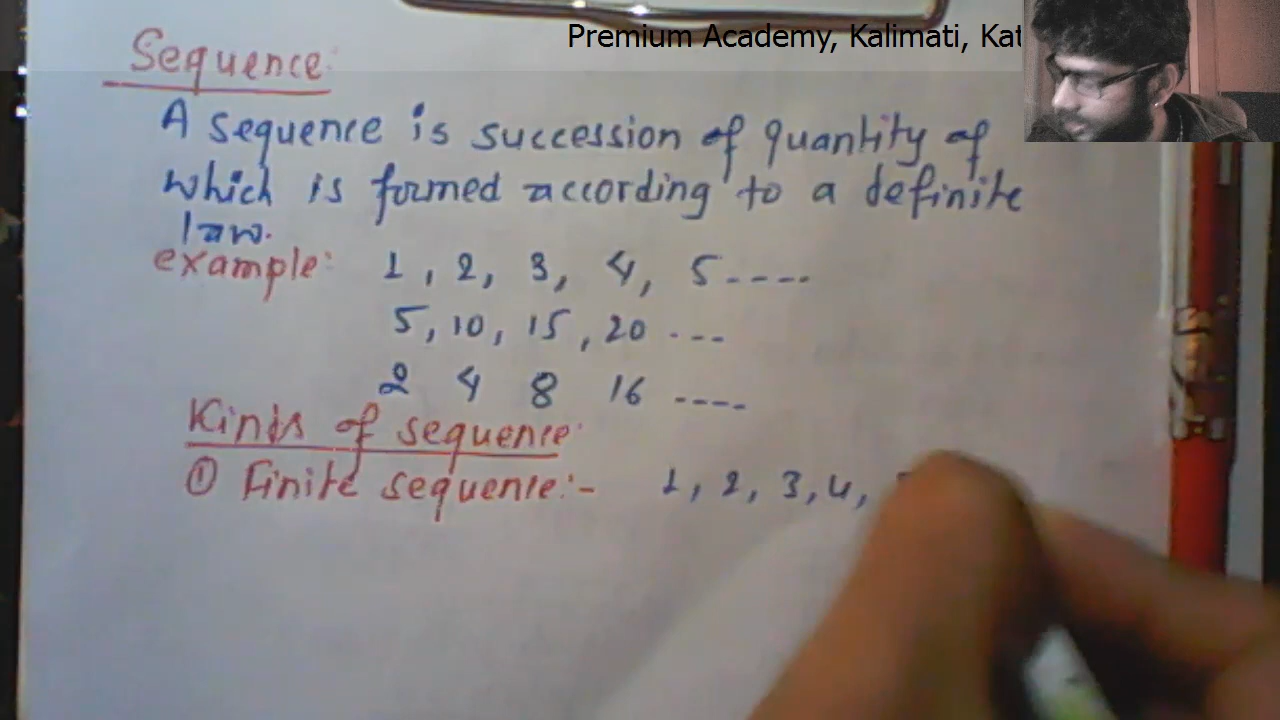 Premium Academy, Kalimati, Kat
Sequence:
A sequence is succession of quantity of
which is formed according to a definite
law.
example: 1, 2, 3, 4, 5-----
5, 10, 15, 20 ---
2 4 8 16 ----
Kinds of sequence:
① Finite sequence:- 1, 2, 3, 4,